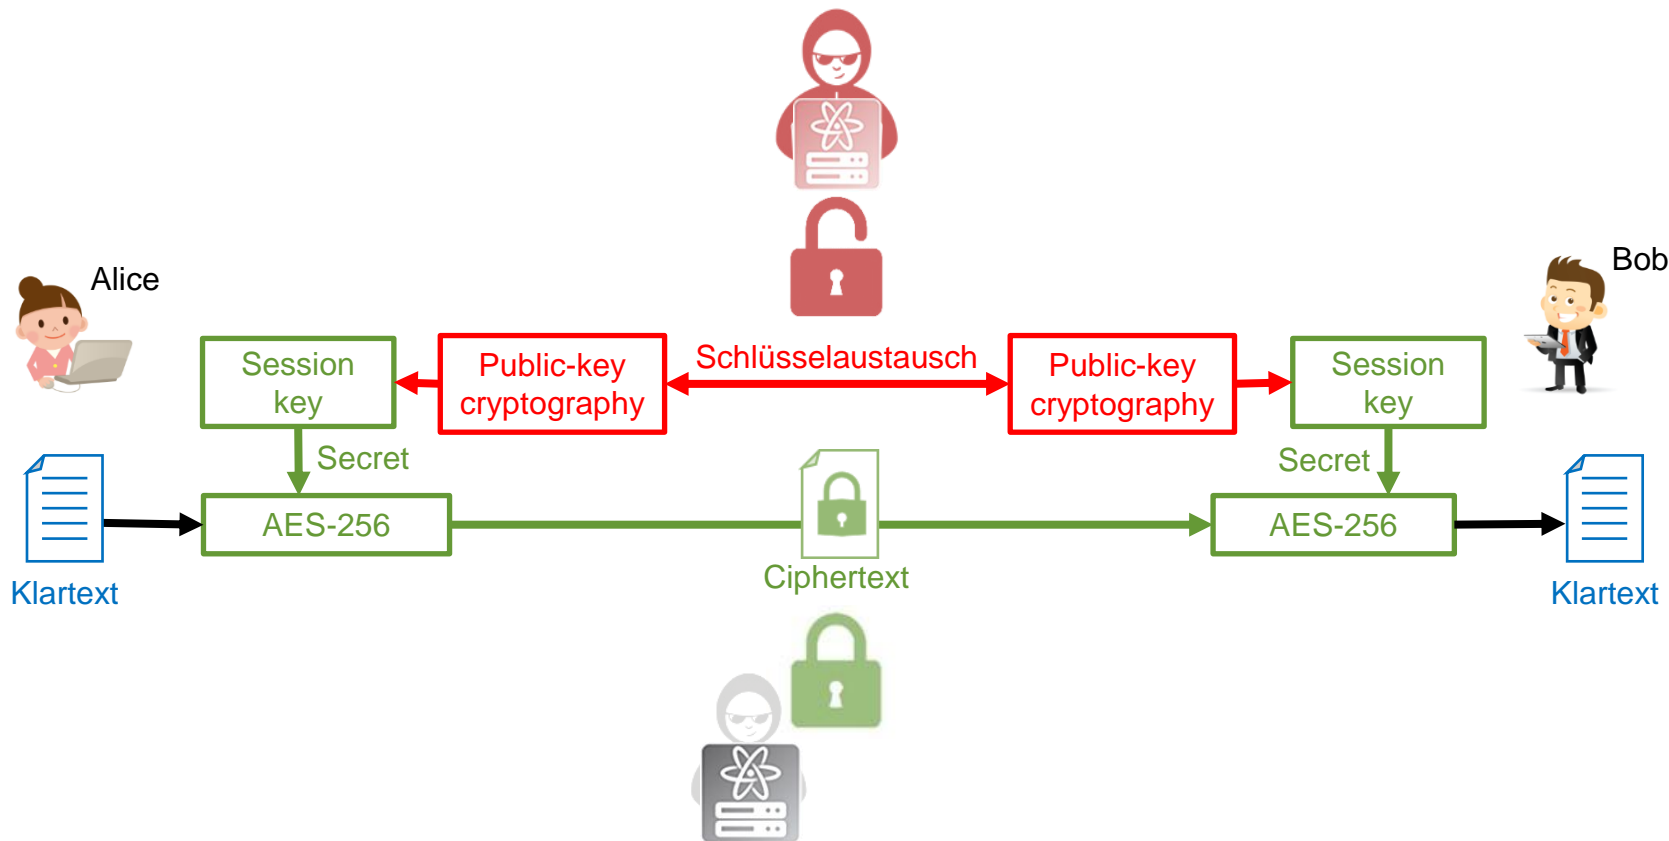 Alice
Bob
Session
key
Public-key
cryptography
Schlüsselaustausch
Public-key
cryptography
Session
key
Secret
Secret
AES-256
AES-256
Klartext
Ciphertext
Klartext